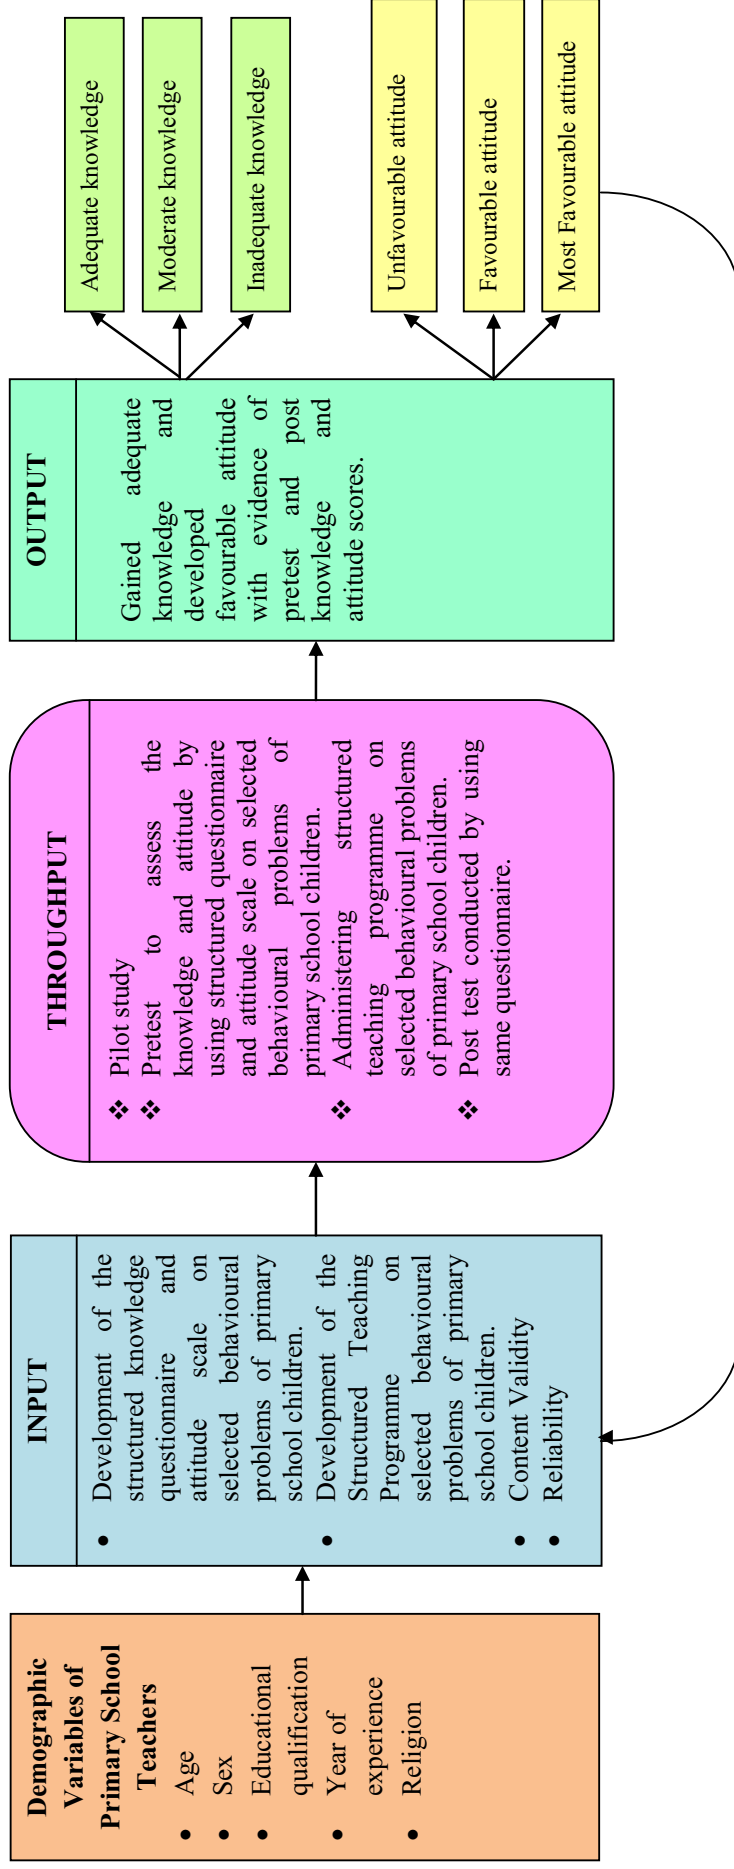 Demographic
Variables of
Primary School
Teachers
• Age
• Sex
• Educational
qualification
• Year of
experience
• Religion
INPUT
• Development of the
structured knowledge
questionnaire and
attitude scale on
selected behavioural
problems of primary
school children.
• Development of the
Structured Teaching
Programme on
selected behavioural
problems of primary
school children.
• Content Validity
• Reliability
THROUGHPUT
❖ Pilot study
❖ Pretest to assess the
knowledge and attitude by
using structured questionnaire
and attitude scale on selected
behavioural problems of
primary school children.
❖ Administering structured
teaching programme on
selected behavioural problems
of primary school children.
❖ Post test conducted by using
same questionnaire.
OUTPUT
Gained adequate
knowledge and
developed
favourable attitude
with evidence of
pretest and post
knowledge and
attitude scores.
Adequate knowledge
Moderate knowledge
Inadequate knowledge
Unfavourable attitude
Favourable attitude
Most Favourable attitude